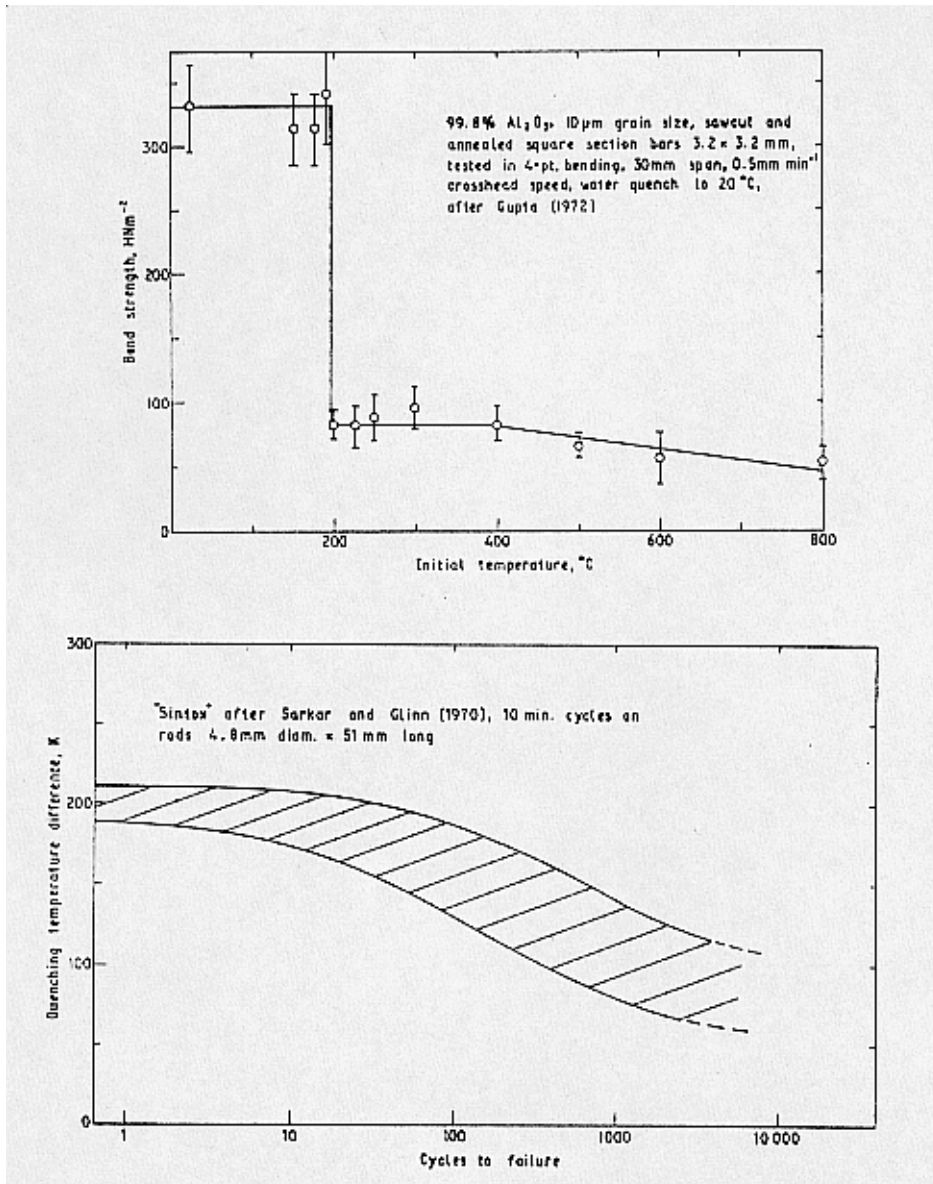 300
200
100
0
Bend strength, MNm⁻²
99.8% Al₂O₃, 10µm grain size, sawcut and
annealed square section bars 3.2 × 3.2 mm,
tested in 4-pt. bending, 30mm span, 0.5mm min⁻¹
crosshead speed, water quench to 20 °C,
after Gupta (1972)
200 400 600 800
Initial temperature, °C
300
200
100
0
Quenching temperature difference, K
"Sintox" after Sarkar and Glinn (1970), 10 min. cycles on
rods 4.8mm diam. × 51 mm long
1 10 100 1000 10 000
Cycles to failure